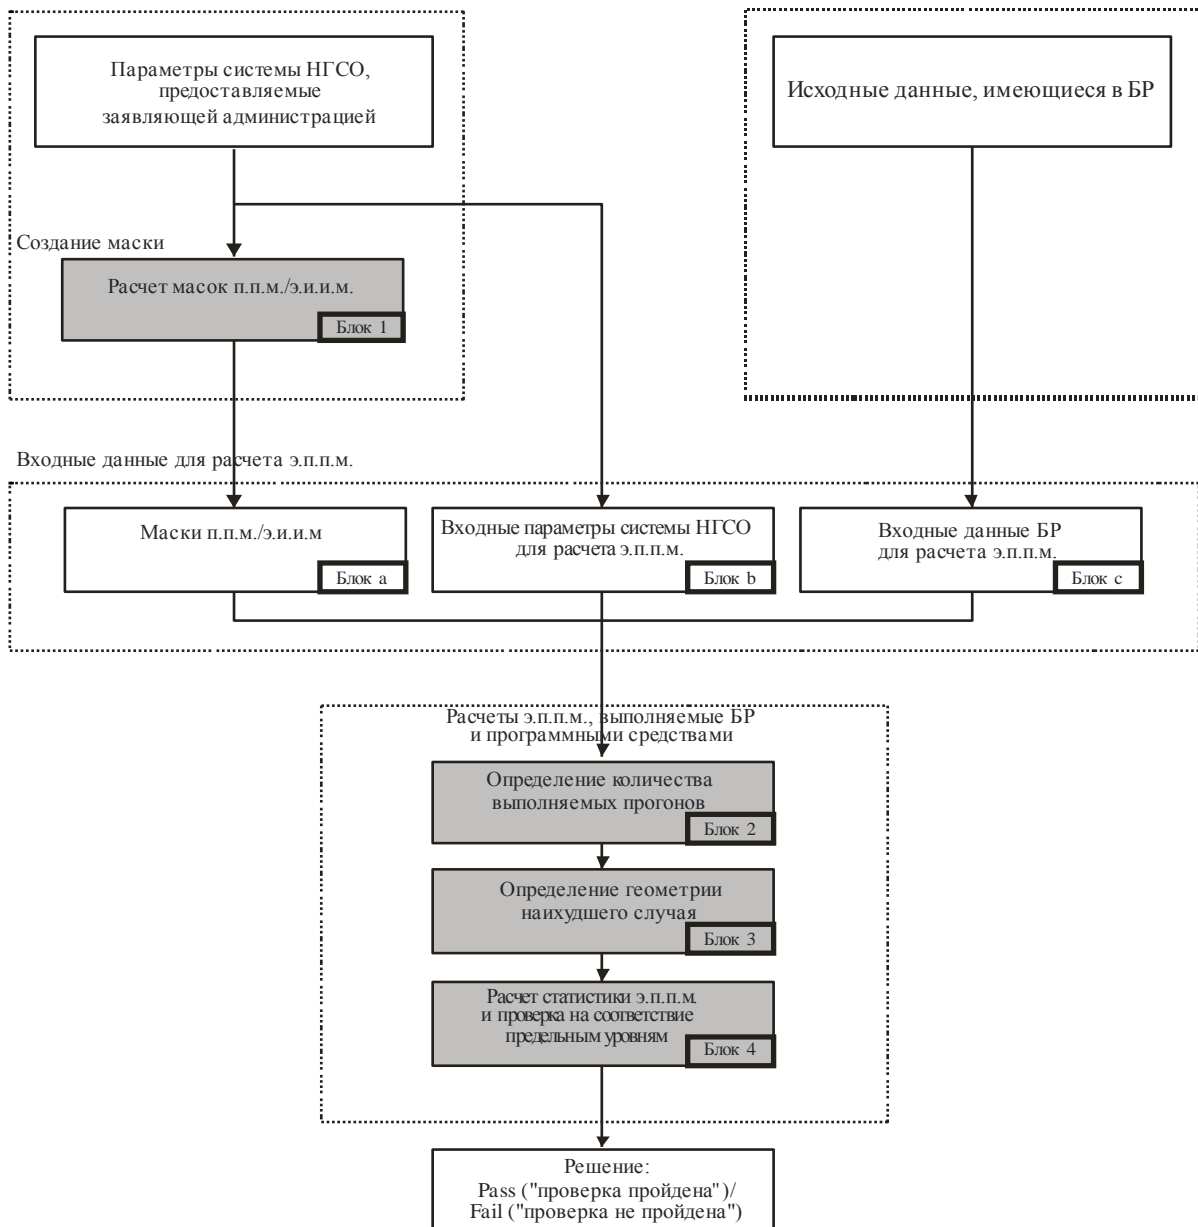 Параметры системы НГСО,
предоставляемые
заявляющей администрацией
Исходные данные, имеющиеся в БР
Создание маски
Расчет масок п.п.м./э.и.и.м.
Блок 1
Входные данные для расчета э.п.п.м.
Маски п.п.м./э.и.и.м
Блок a
Входные параметры системы НГСО
для расчета э.п.п.м.
Блок b
Входные данные БР
для расчета э.п.п.м.
Блок c
Расчеты э.п.п.м., выполняемые БР
и программными средствами
Определение количества
выполняемых прогонов
Блок 2
Определение геометрии
наихудшего случая
Блок 3
Расчет статистики э.п.п.м.
и проверка на соответствие
предельным уровням
Блок 4
Решение:
Pass ("проверка пройдена")/
Fail ("проверка не пройдена")